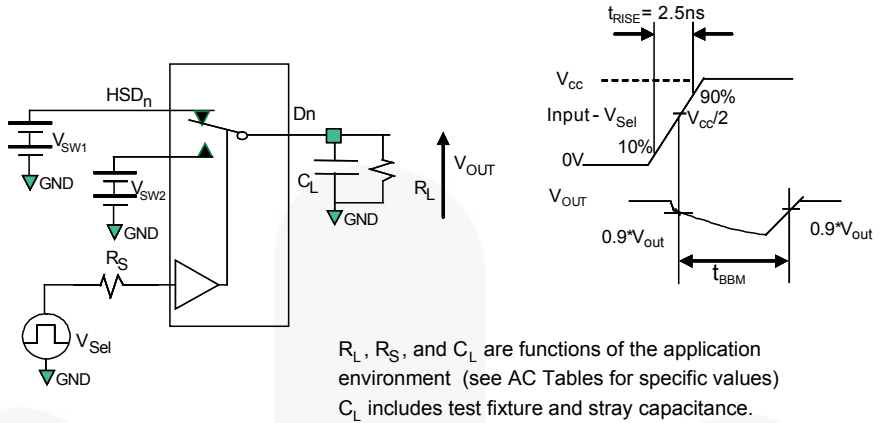 tRISE= 2.5ns
HSDn
Dn
VSW1
GND
VSW2
GND
CL
RL
VOUT
GND
RS
VSel
GND
Vcc
90%
Input - VSel
Vcc/2
10%
0V
VOUT
0.9*Vout
0.9*Vout
tBBM
RL, RS, and CL are functions of the application
environment (see AC Tables for specific values)
CL includes test fixture and stray capacitance.